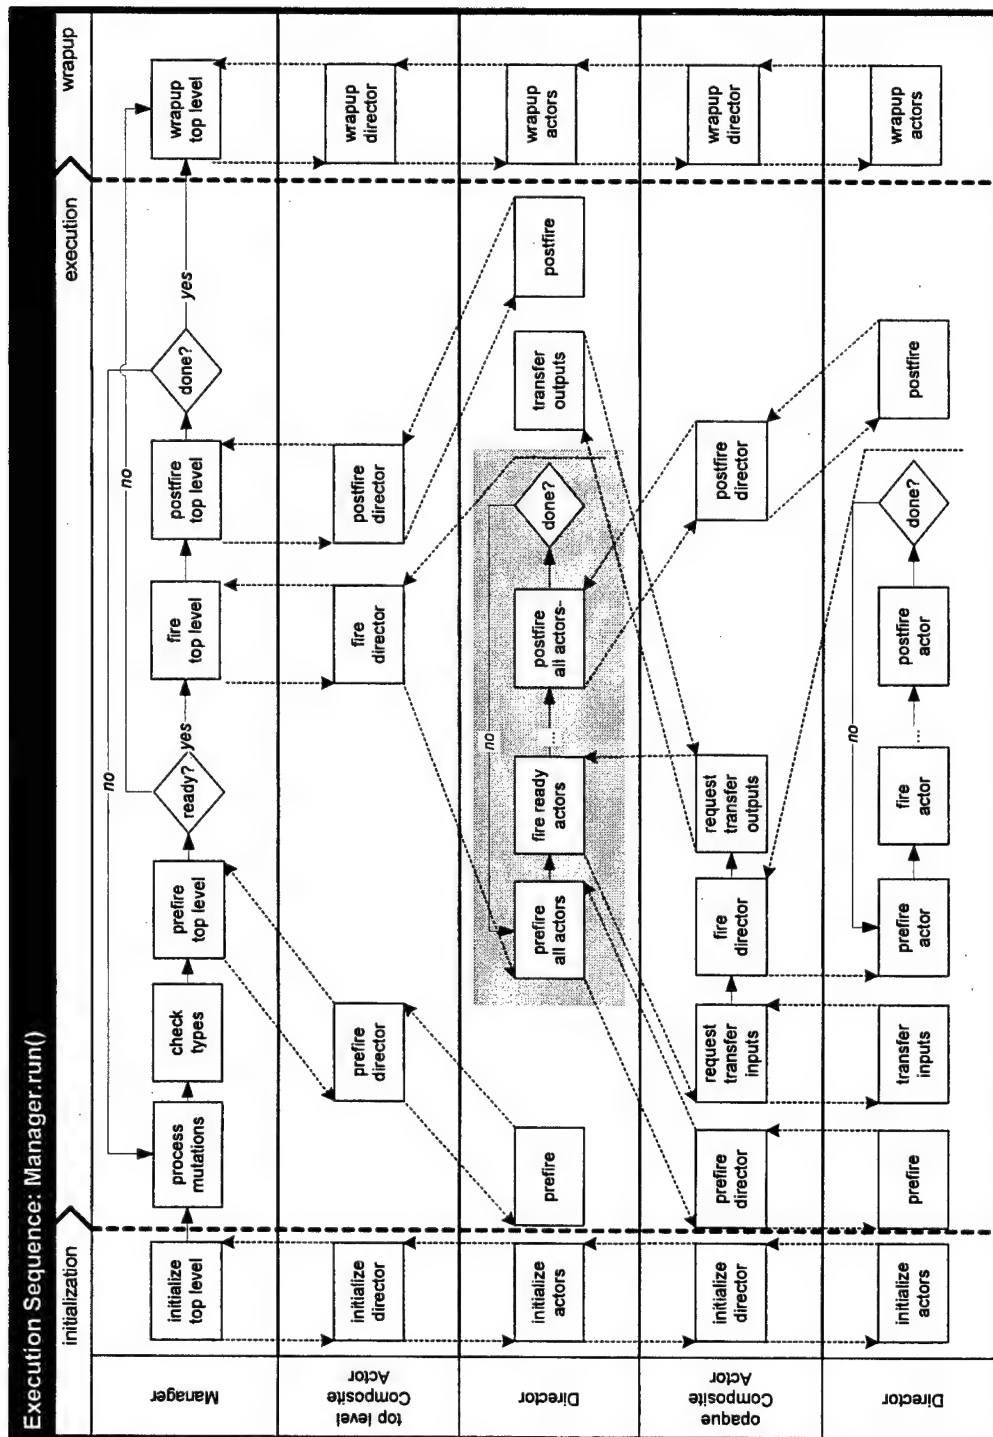 Execution Sequence: Manager.run()
initialization
execution
wrapup
Manager
initialize
top level
process
mutations
check
types
prefire
top level
ready?
yes
no
fire
top level
postfire
top level
done?
yes
no
wrapup
top level
top level
Composite
Actor
initialize
director
prefire
director
fire
director
postfire
director
wrapup
director
Director
initialize
actors
prefire
prefire
all actors
fire ready
actors
...
postfire
all actors-
done?
no
transfer
outputs
postfire
wrapup
actors
opaque
Composite
Actor
initialize
director
prefire
director
request
transfer
inputs
fire
director
request
transfer
outputs
postfire
director
wrapup
director
Director
initialize
actors
prefire
transfer
inputs
prefire
actor
fire
actor
...
postfire
actor
done?
no
postfire
wrapup
actors